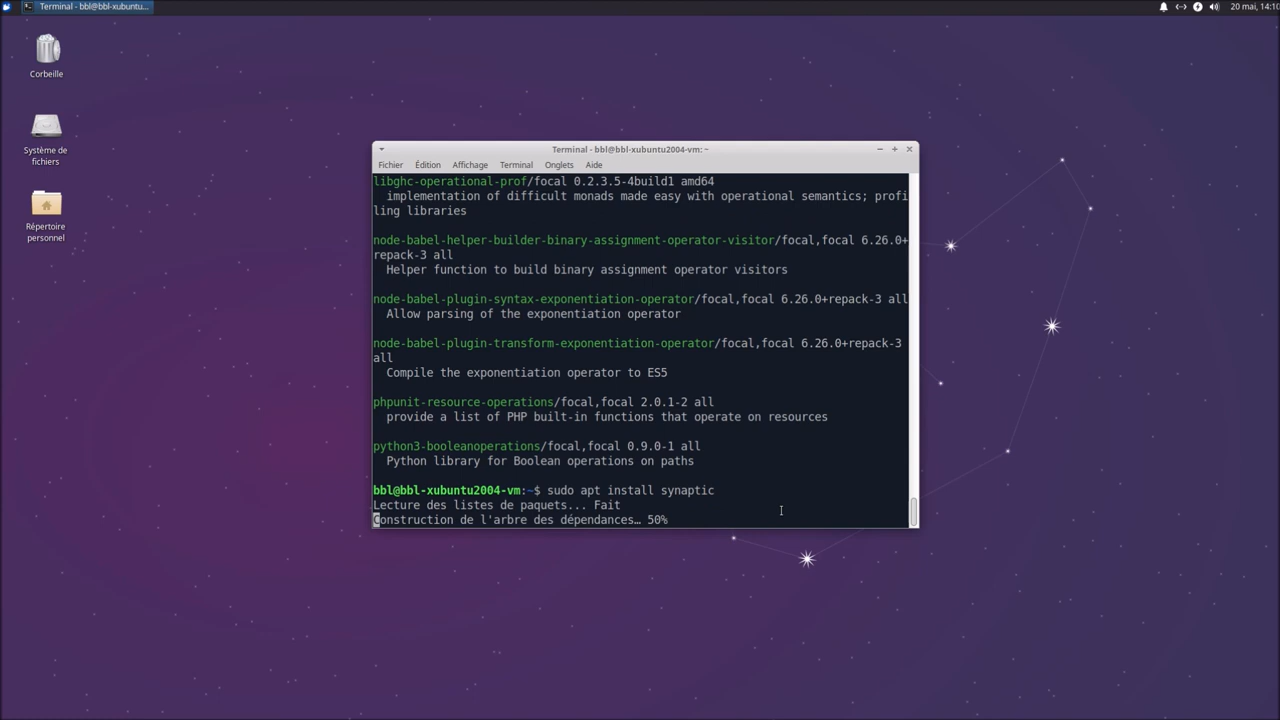 Terminal - bbl@bbl-xubuntu...
20 mai, 14:10
Corbeille
Système de
fichiers
Répertoire
personnel
Terminal - bbl@bbl-xubuntu2004-vm: ~
Fichier Édition Affichage Terminal Onglets Aide
libghc-operational-prof/focal 0.2.3.5-4build1 amd64
implementation of difficult monads made easy with operational semantics; profi
ling libraries
node-babel-helper-builder-binary-assignment-operator-visitor/focal,focal 6.26.0+
repack-3 all
Helper function to build binary assignment operator visitors
node-babel-plugin-syntax-exponentiation-operator/focal,focal 6.26.0+repack-3 all
Allow parsing of the exponentiation operator
node-babel-plugin-transform-exponentiation-operator/focal,focal 6.26.0+repack-3
all
Compile the exponentiation operator to ES5
phpunit-resource-operations/focal,focal 2.0.1-2 all
provide a list of PHP built-in functions that operate on resources
python3-booleanoperations/focal,focal 0.9.0-1 all
Python library for Boolean operations on paths
bbl@bbl-xubuntu2004-vm:~$ sudo apt install synaptic
Lecture des listes de paquets... Fait
Construction de l'arbre des dépendances… 50%